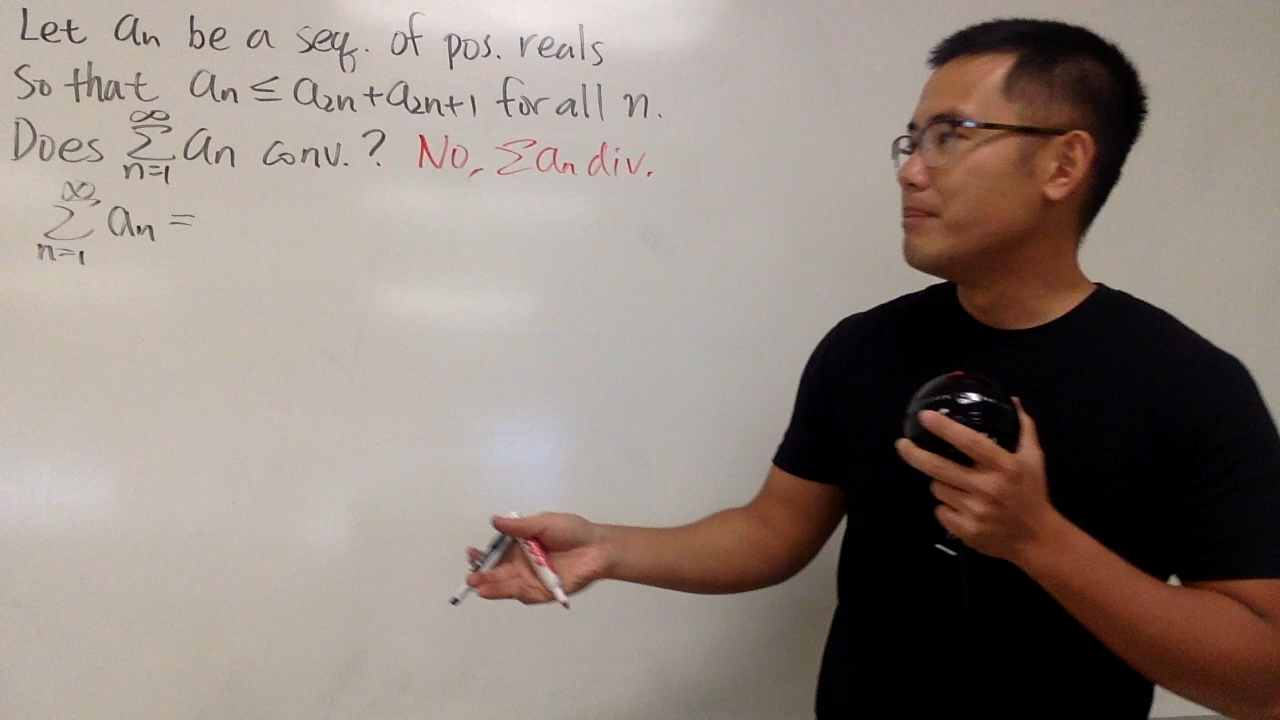 Let an be a seq. of pos. reals
So that an ≤ a2n+a2n+1 for all n.
Does ∞∑n=1 an conv.? No, ∑an div.
∞∑n=1 an =